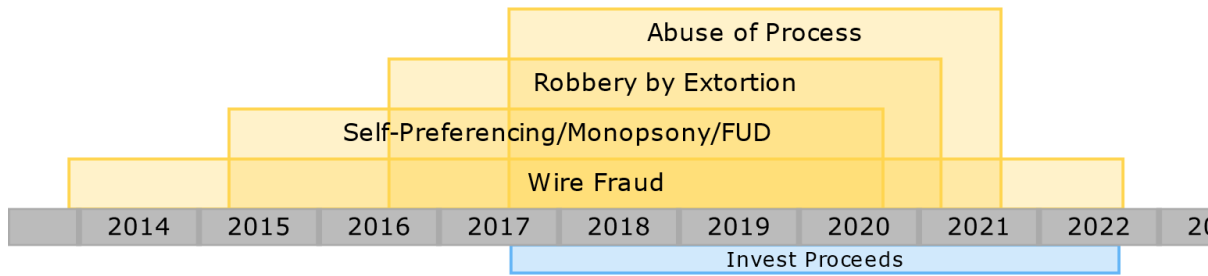 Abuse of Process
Robbery by Extortion
Self-Preferencing/Monopsony/FUD
Wire Fraud
2014 2015 2016 2017 2018 2019 2020 2021 2022 20
Invest Proceeds